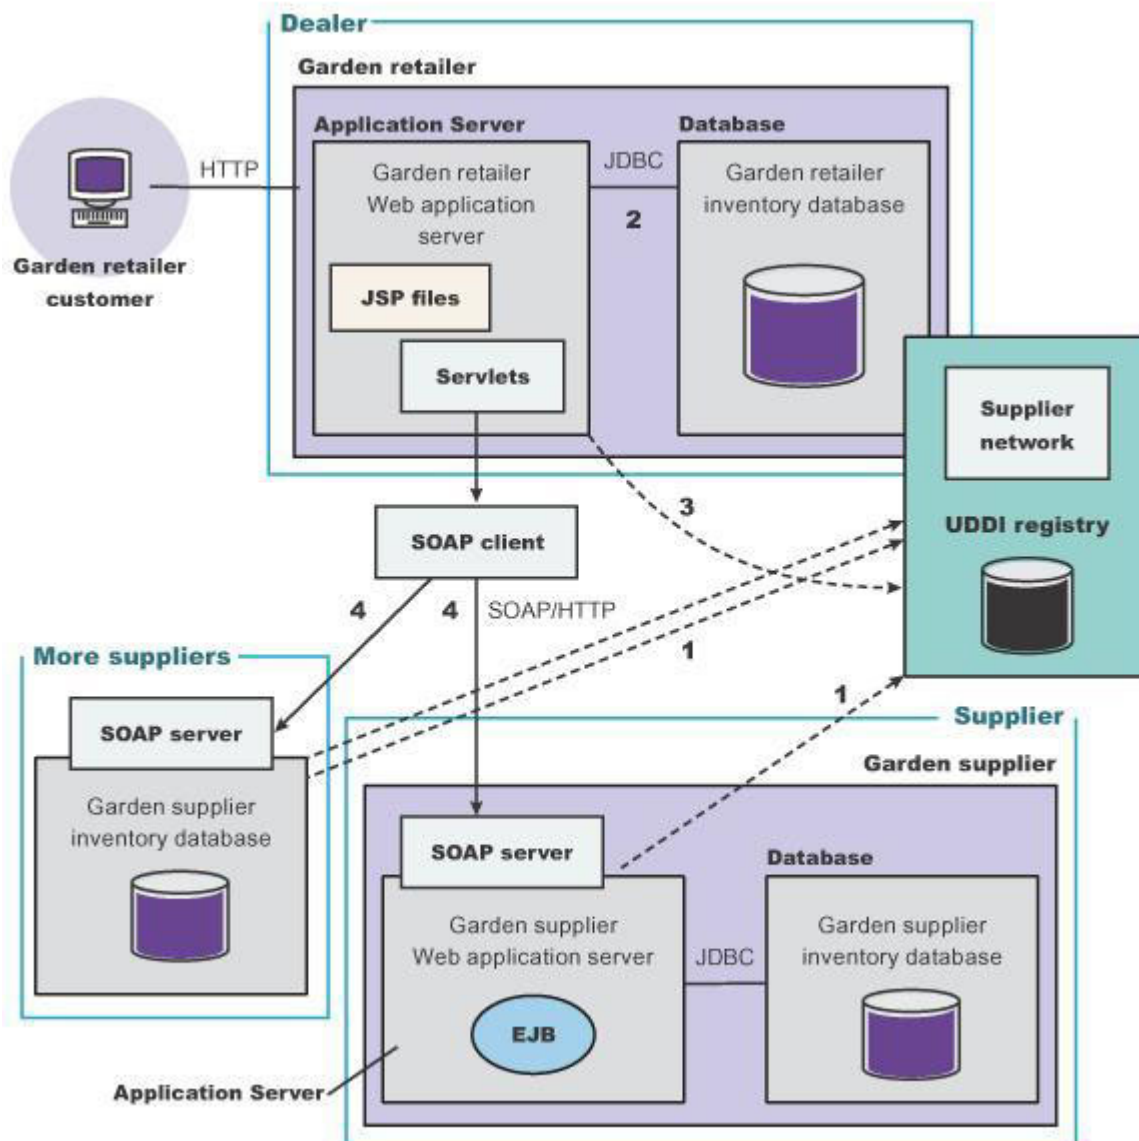 Dealer
Garden retailer
Application Server
Database
Garden retailer
Web application
server
JDBC
2
Garden retailer
inventory database
HTTP
Garden retailer
customer
JSP files
Servlets
Supplier
network
UDDI registry
3
SOAP client
4
4
SOAP/HTTP
1
1
More suppliers
SOAP server
Garden supplier
inventory database
Supplier
Garden supplier
SOAP server
Database
Garden supplier
Web application server
JDBC
Garden supplier
inventory database
EJB
Application Server